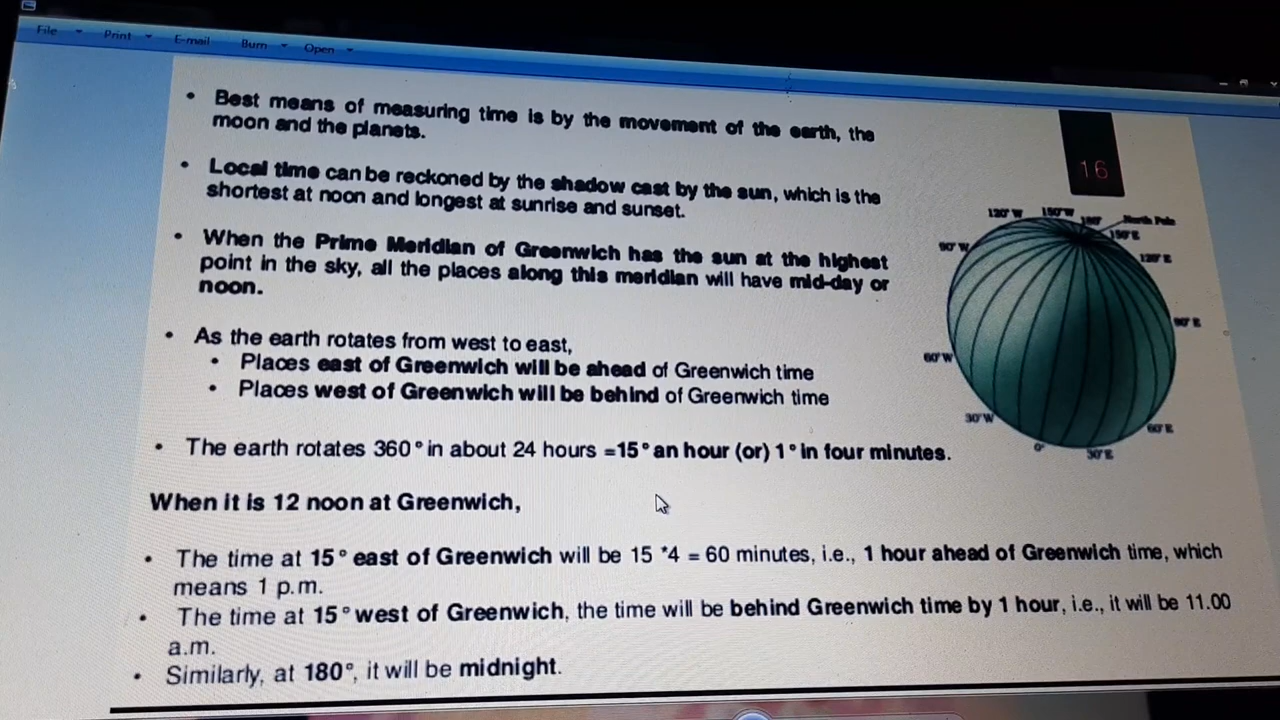 File Print E-mail Burn Open
• Best means of measuring time is by the movement of the earth, the
moon and the planets.
• Local time can be reckoned by the shadow cast by the sun, which is the
shortest at noon and longest at sunrise and sunset.
• When the Prime Meridian of Greenwich has the sun at the highest
point in the sky, all the places along this meridian will have mid-day or
noon.
• As the earth rotates from west to east,
• Places east of Greenwich will be ahead of Greenwich time
• Places west of Greenwich will be behind of Greenwich time
• The earth rotates 360° in about 24 hours =15° an hour (or) 1° in four minutes.
When it is 12 noon at Greenwich,
• The time at 15° east of Greenwich will be 15 *4 = 60 minutes, i.e., 1 hour ahead of Greenwich time, which
means 1 p.m.
• The time at 15° west of Greenwich, the time will be behind Greenwich time by 1 hour, i.e., it will be 11.00
a.m.
• Similarly, at 180°, it will be midnight.
16
120° W 150° W 180° North Pole
150° E
90° W
120° E
90° E
60° W
30° W
60° E
0°
30° E